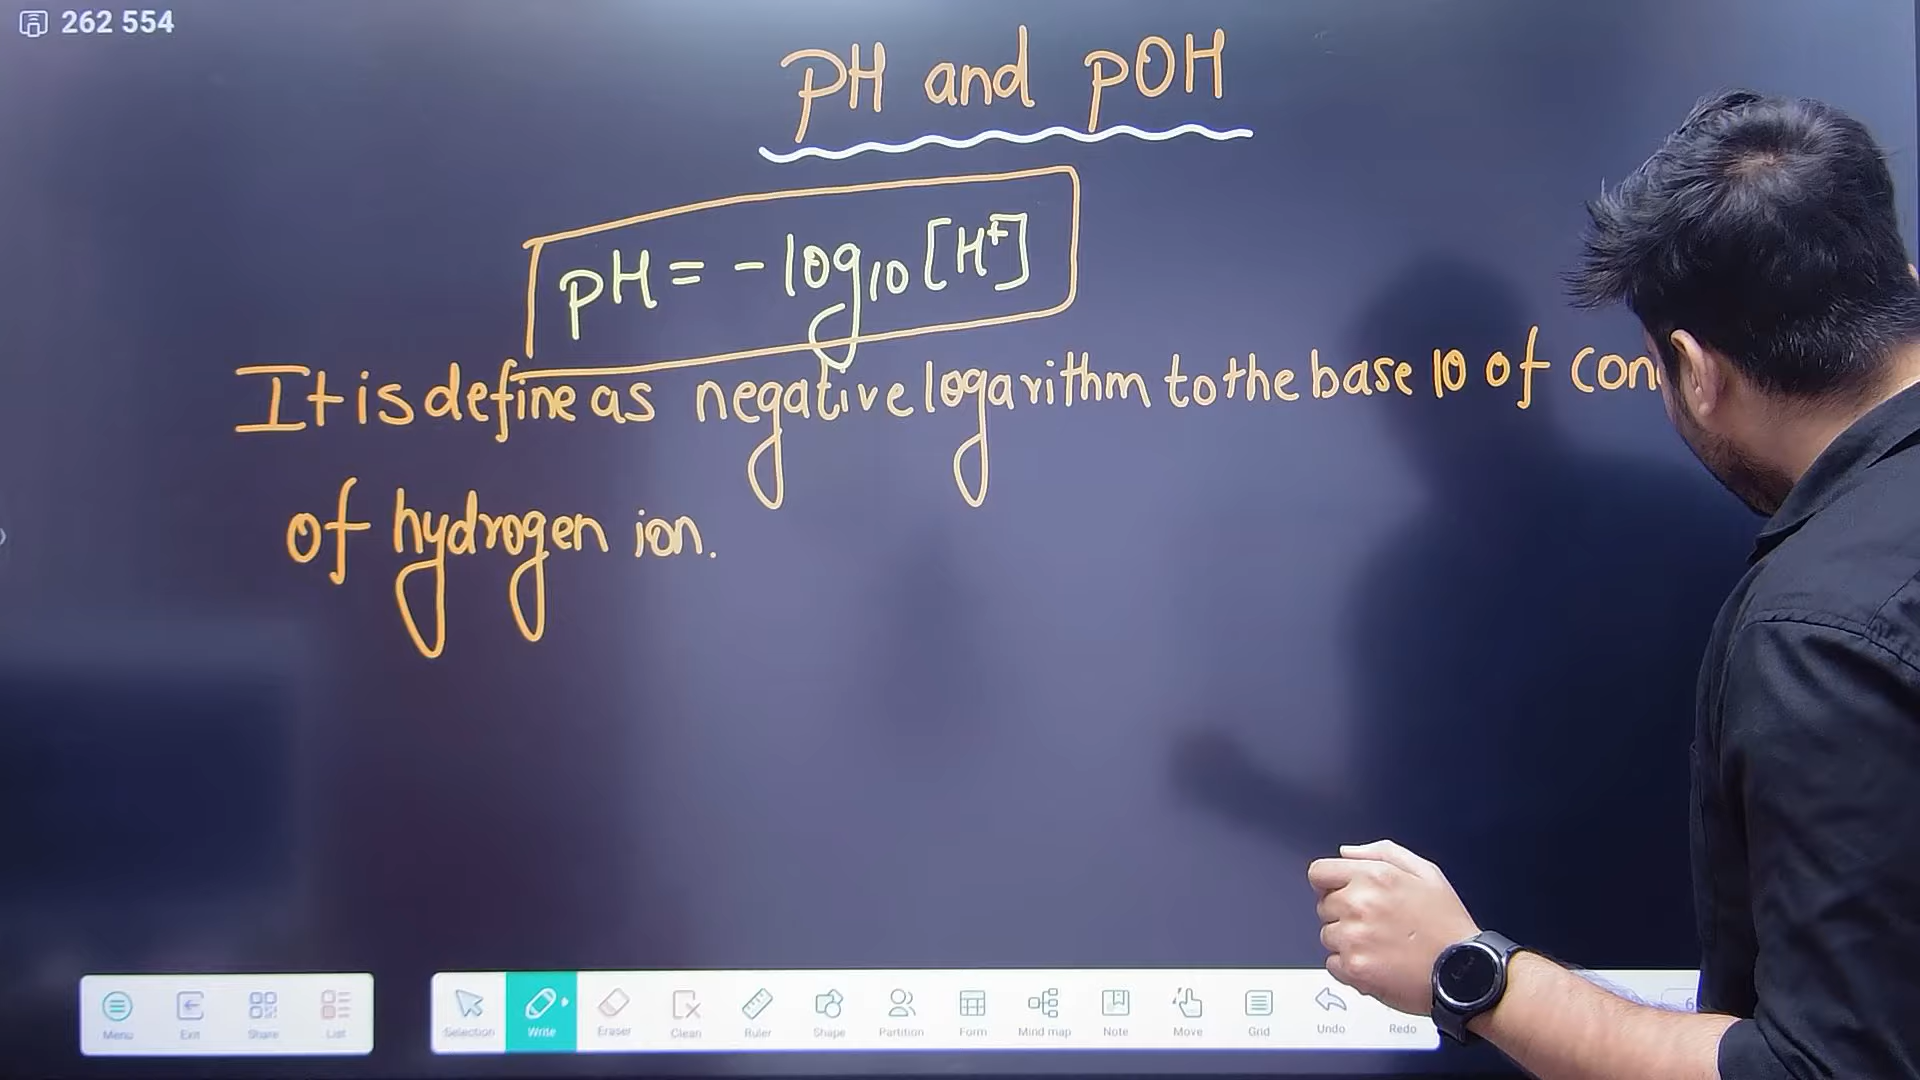 262 554
PH and pOH
pH = - log₁₀ [H⁺]
It is define as negative logarithm to the base 10 of
of hydrogen ion.
Menu Exit Share List Selection Write Eraser Clean Ruler Shape Partition Form Mind map Note Move Grid Undo Redo